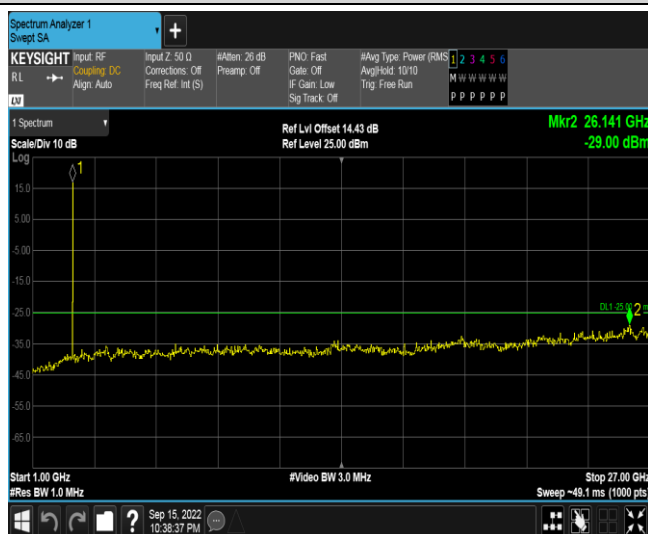 Spectrum Analyzer 1
Swept SA
KEYSIGHT
RL
LXI
Input: RF
Coupling: DC
Align: Auto
Input Z: 50 Ω
Corrections: Off
Freq Ref: Int (S)
#Atten: 26 dB
Preamp: Off
PNO: Fast
Gate: Off
IF Gain: Low
Sig Track: Off
#Avg Type: Power (RMS
Avg|Hold: 10/10
Trig: Free Run
1 2 3 4 5 6
M W W W W W
P P P P P P
1 Spectrum
Scale/Div 10 dB
Ref Lvl Offset 14.43 dB
Ref Level 25.00 dBm
Mkr2 26.141 GHz
-29.00 dBm
Log
1
15.0
5.00
-5.00
-15.0
-25.0
DL1 -25.00
2
-35.0
-45.0
-55.0
-65.0
Start 1.00 GHz
#Video BW 3.0 MHz
Stop 27.00 GHz
#Res BW 1.0 MHz
Sweep ~49.1 ms (1000 pts)
?
Sep 15, 2022
10:38:37 PM